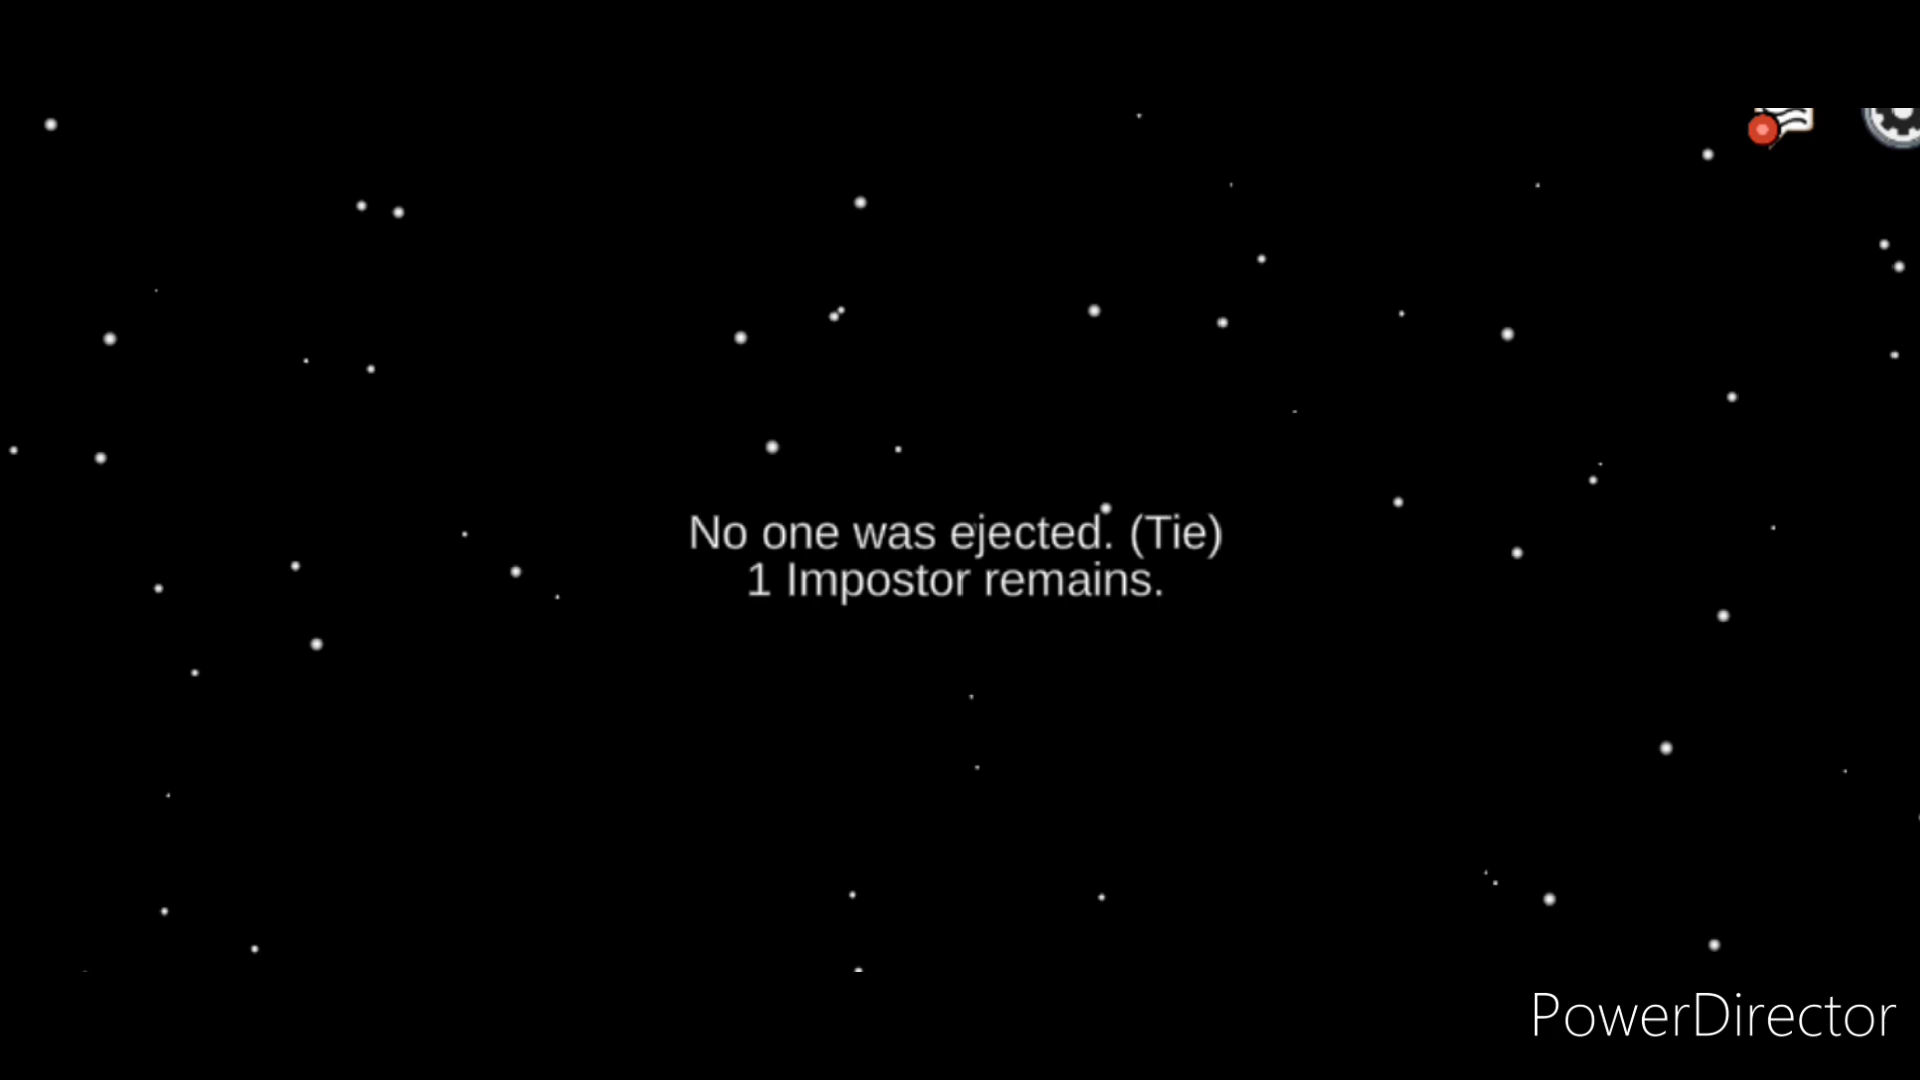 No one was ejected. (Tie)
1 Impostor remains.
PowerDirector